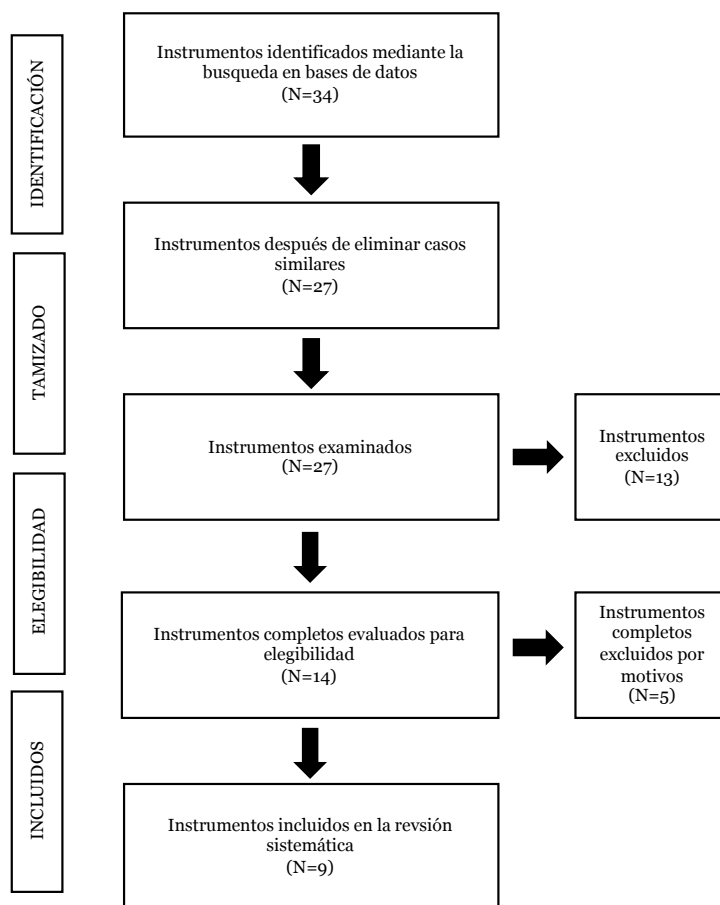 IDENTIFICACIÓN
Instrumentos identificados mediante la
busqueda en bases de datos
(N=34)
Instrumentos después de eliminar casos
similares
(N=27)
TAMIZADO
Instrumentos examinados
(N=27)
Instrumentos
excluidos
(N=13)
ELEGIBILIDAD
Instrumentos completos evaluados para
elegibilidad
(N=14)
Instrumentos
completos
excluidos por
motivos
(N=5)
INCLUIDOS
Instrumentos incluidos en la revsión
sistemática
(N=9)